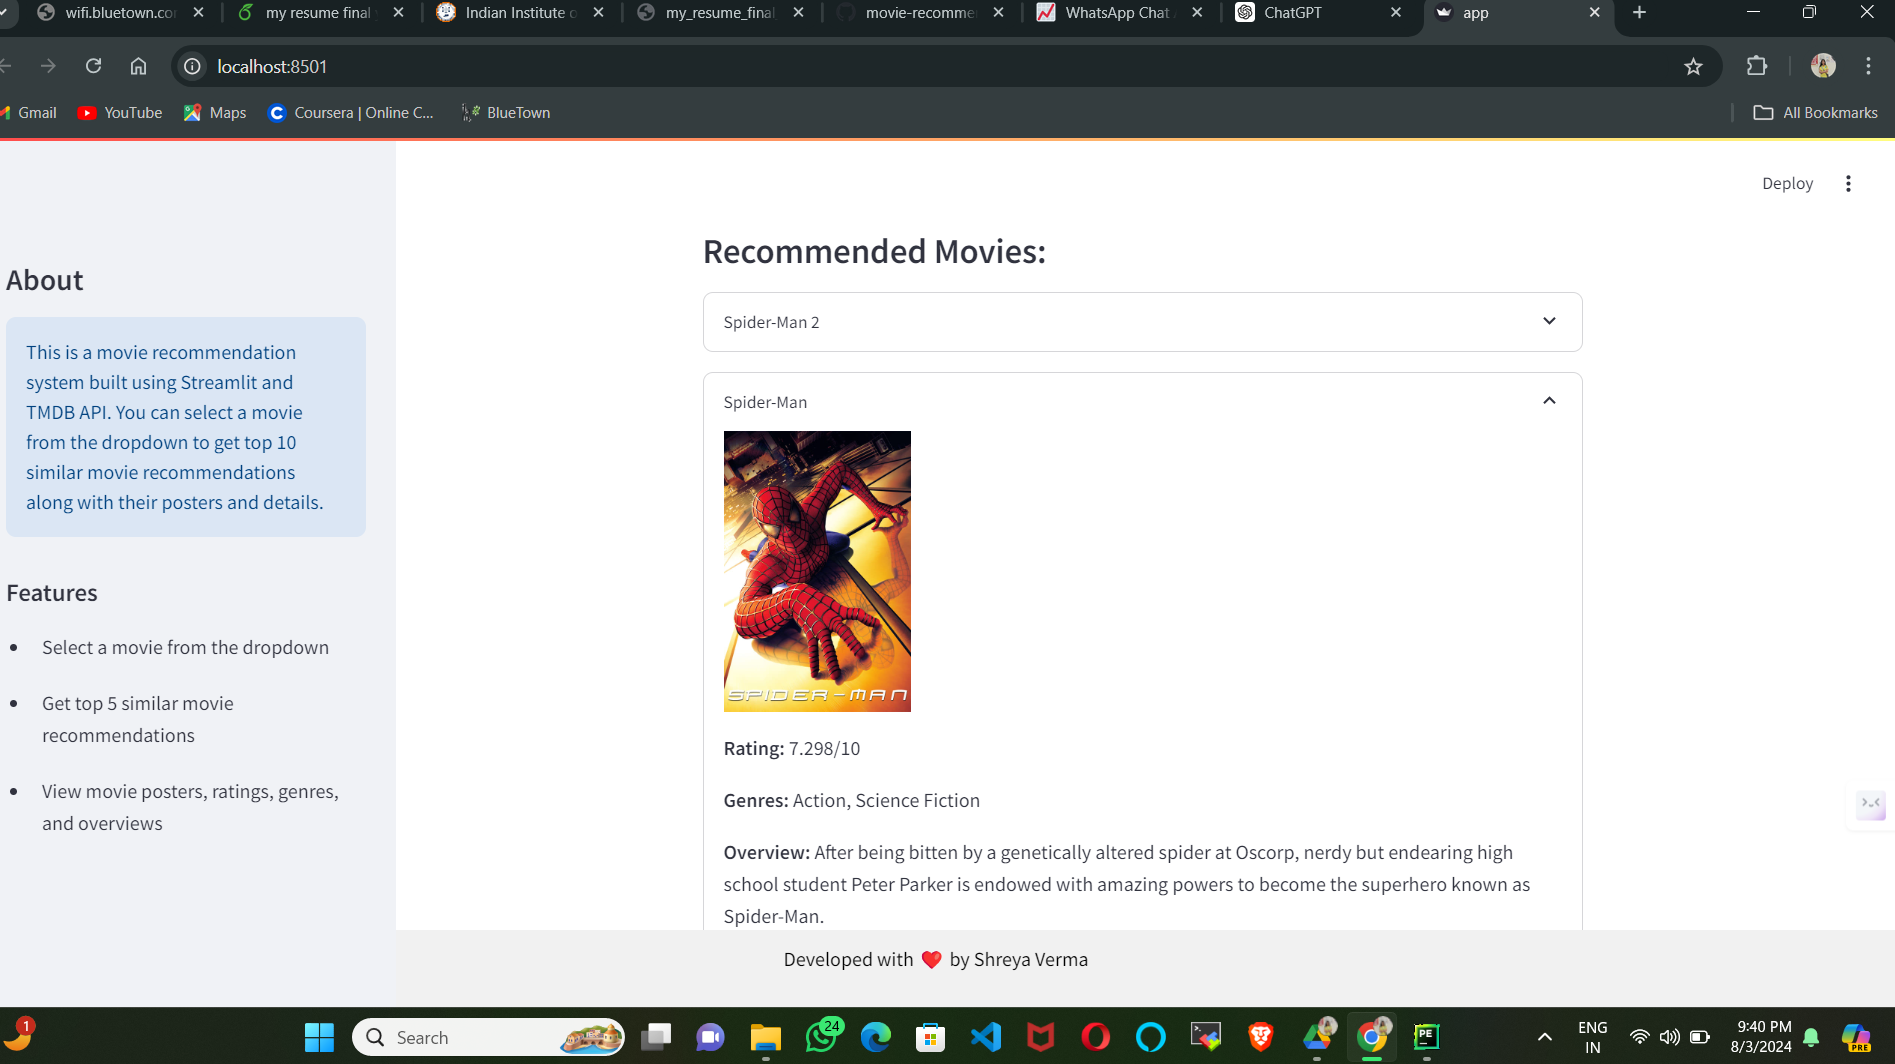 wifi.bluetown.cor
my resume final
Indian Institute o
my_resume_final
movie-recomme
WhatsApp Chat
ChatGPT
app
localhost:8501
Gmail
YouTube
Maps
Coursera | Online C...
BlueTown
All Bookmarks
Deploy
About
This is a movie recommendation
system built using Streamlit and
TMDB API. You can select a movie
from the dropdown to get top 10
similar movie recommendations
along with their posters and details.
Features
Select a movie from the dropdown
Get top 5 similar movie
recommendations
View movie posters, ratings, genres,
and overviews
Recommended Movies:
Spider-Man 2
Spider-Man
SPIDER-MAN
Rating: 7.298/10
Genres: Action, Science Fiction
Overview: After being bitten by a genetically altered spider at Oscorp, nerdy but endearing high
school student Peter Parker is endowed with amazing powers to become the superhero known as
Spider-Man.
Developed with ❤️ by Shreya Verma
1
Search
24
PE
ENG
IN
9:40 PM
8/3/2024
PRE